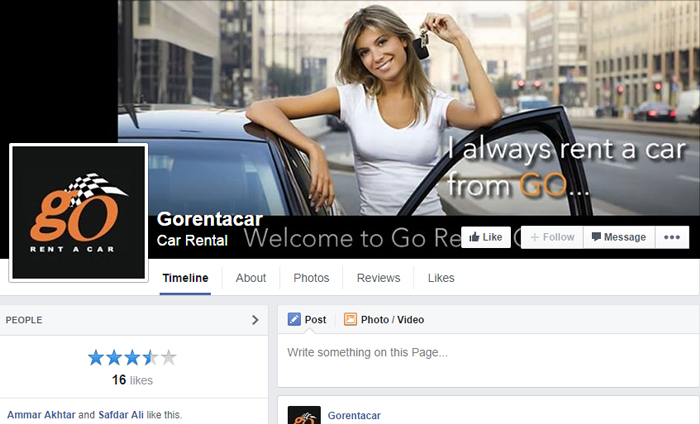 I always rent a car
from GO...
go
RENT A CAR
Gorentacar
Car Rental
Welcome to Go Re
Like
+ Follow
Message
Timeline
About
Photos
Reviews
Likes
PEOPLE
16 likes
Ammar Akhtar and Safdar Ali like this.
Post
Photo / Video
Write something on this Page...
Gorentacar